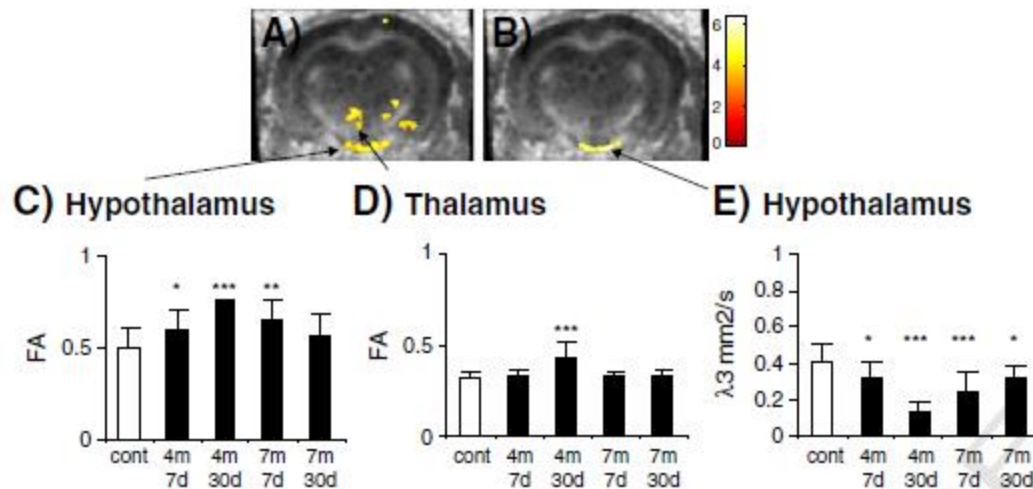 A) B)
6
4
2
0
C) Hypothalamus D) Thalamus E) Hypothalamus
1
* *** **
FA
0.5
0
cont 4m 4m 7m 7m
7d 30d 7d 30d
1
***
FA
0.5
0
cont 4m 4m 7m 7m
7d 30d 7d 30d
1
0.8
* *** *** *
λ3 mm2/s
0.6
0.4
0.2
0
cont 4m 4m 7m 7m
7d 30d 7d 30d